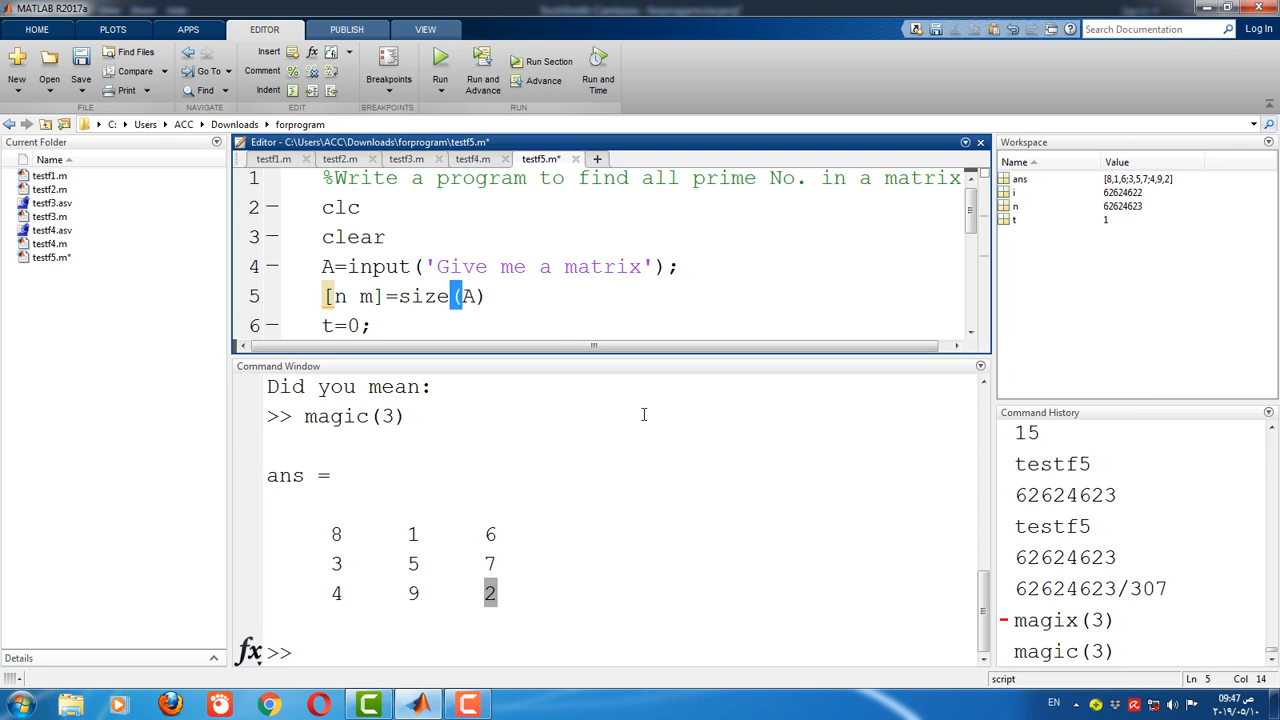 MATLAB R2017a
HOME PLOTS APPS EDITOR PUBLISH VIEW
Search Documentation Log In
New Open Save Find Files Compare Print
Go To Find
Insert fx
Comment %
Indent
Breakpoints
Run Run and Advance Run Section Advance Run and Time
FILE NAVIGATE EDIT BREAKPOINTS RUN
C: Users ACC Downloads forprogram
Current Folder
Name
testf1.m
testf2.m
testf3.asv
testf3.m
testf4.asv
testf4.m
testf5.m*
Details
Editor - C:\Users\ACC\Downloads\forprogram\testf5.m*
testf1.m testf2.m testf3.m testf4.m testf5.m*
1 %Write a program to find all prime No. in a matrix
2 clc
3 clear
4 A=input('Give me a matrix');
5 [n m]=size(A)
6 t=0;
Command Window
Did you mean:
>> magic(3)
ans =
8 1 6
3 5 7
4 9 2
fx >>
Workspace
Name Value
ans [8,1,6;3,5,7;4,9,2]
i 62624622
n 62624623
t 1
Command History
15
testf5
62624623
testf5
62624623
62624623/307
magix(3)
magic(3)
script Ln 5 Col 14
EN 09:47 ص
٢٠١٩/٠٥/١٠